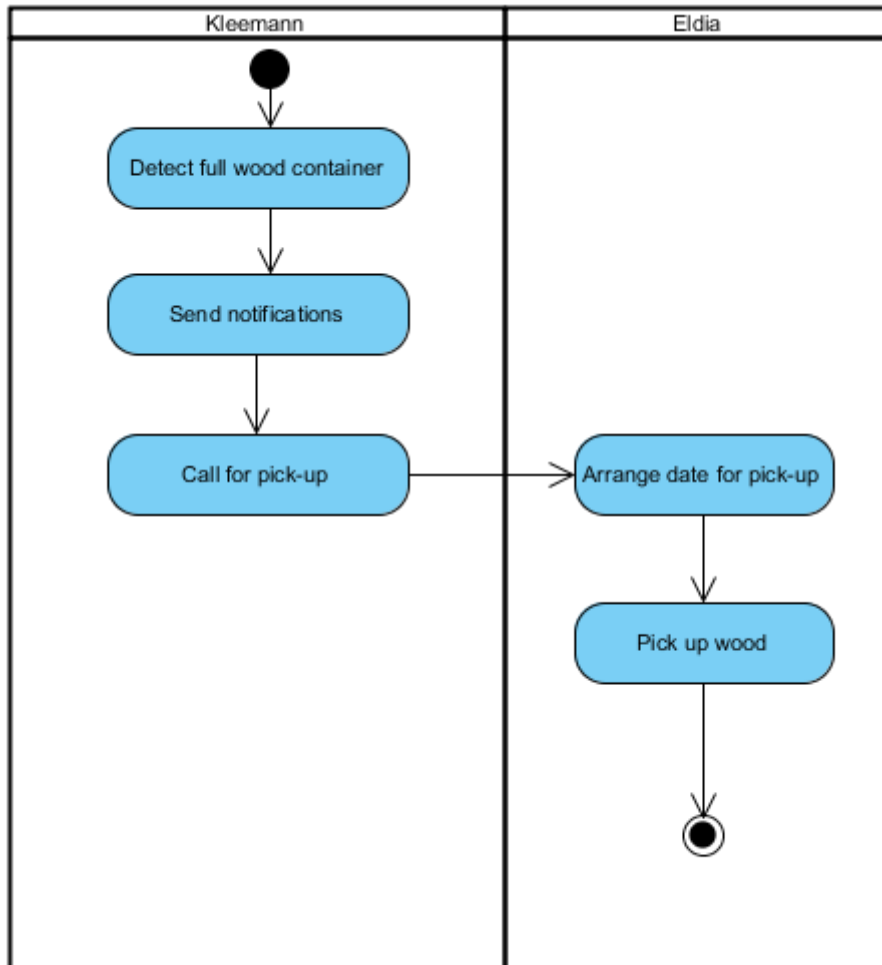 Kleemann
Eldia
Detect full wood container
Send notifications
Call for pick-up
Arrange date for pick-up
Pick up wood